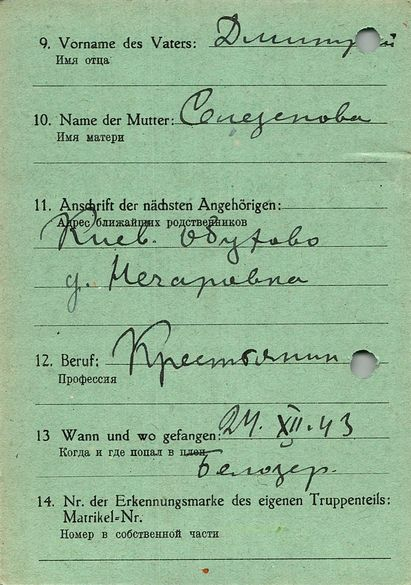 9. Vorname des Vaters: Дмитрий
Имя отца
10. Name der Mutter: Слезенова
Имя матери
11. Anschrift der nächsten Angehörigen:
Адрес ближайших родственников
Киев. Обухово
д. Нечаровка
12. Beruf: Крестьянин
Профессия
13 Wann und wo gefangen: 24. XII. 43
Когда и где попал в плен
Белозер.
14. Nr. der Erkennungsmarke des eigenen Truppenteils:
Matrikel=Nr.
Номер в собственной части